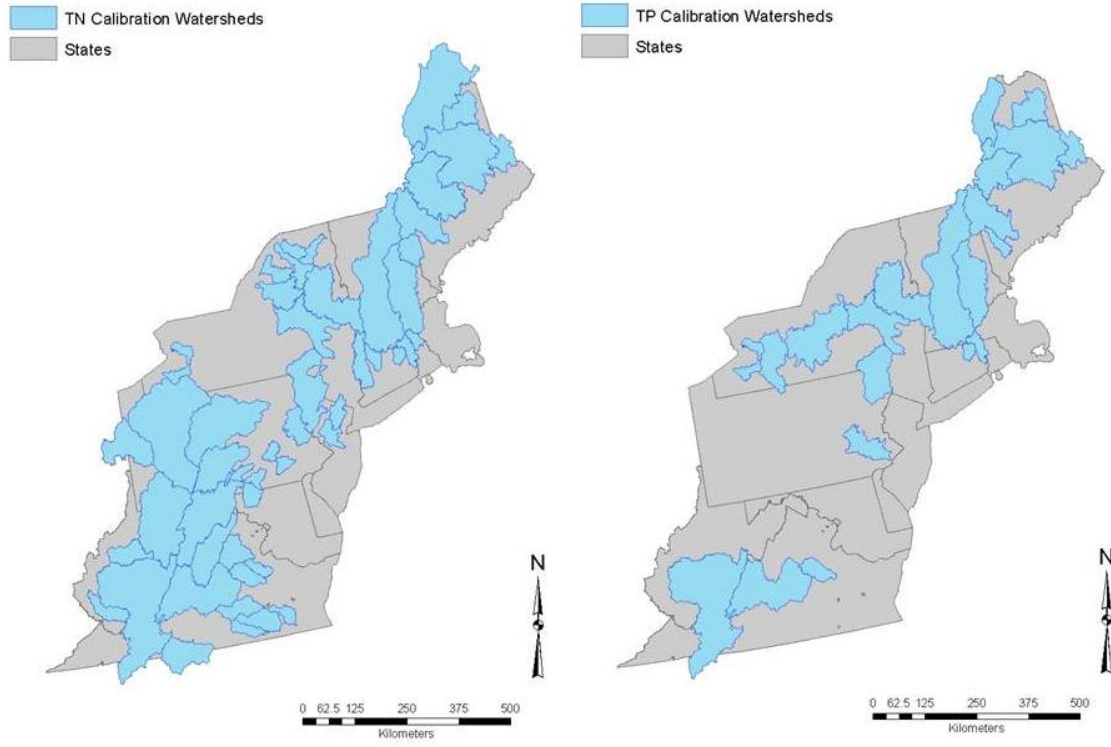 TN Calibration Watersheds
States
N
0 62.5 125 250 375 500
Kilometers
TP Calibration Watersheds
States
N
0 62.5 125 250 375 500
Kilometers